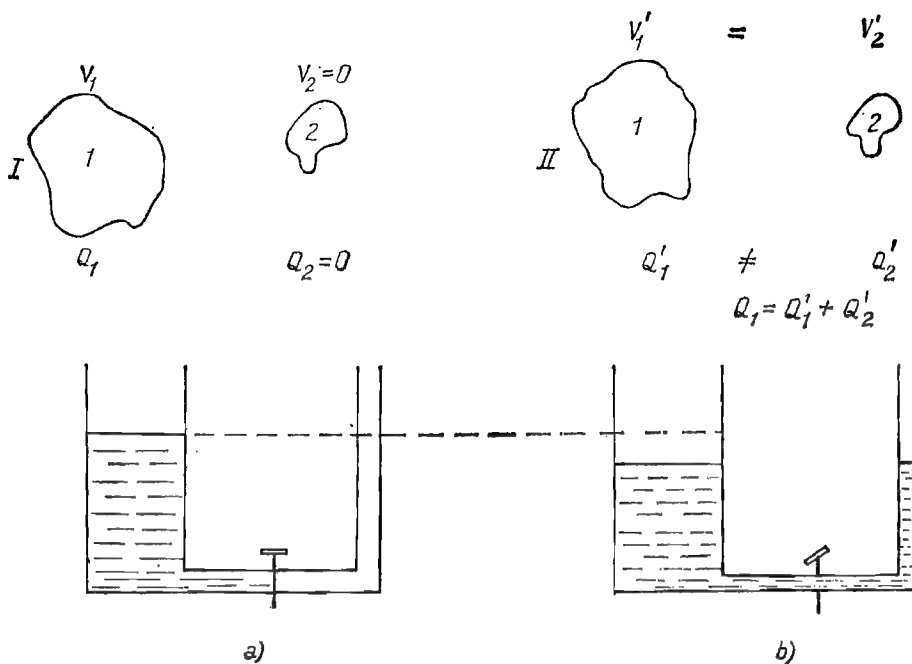 V₁ V₂=0
I 1 2
Q₁ Q₂=0
V₁' = V₂'
II 1 2
Q₁' ≠ Q₂'
Q₁=Q₁'+Q₂'
a) b)